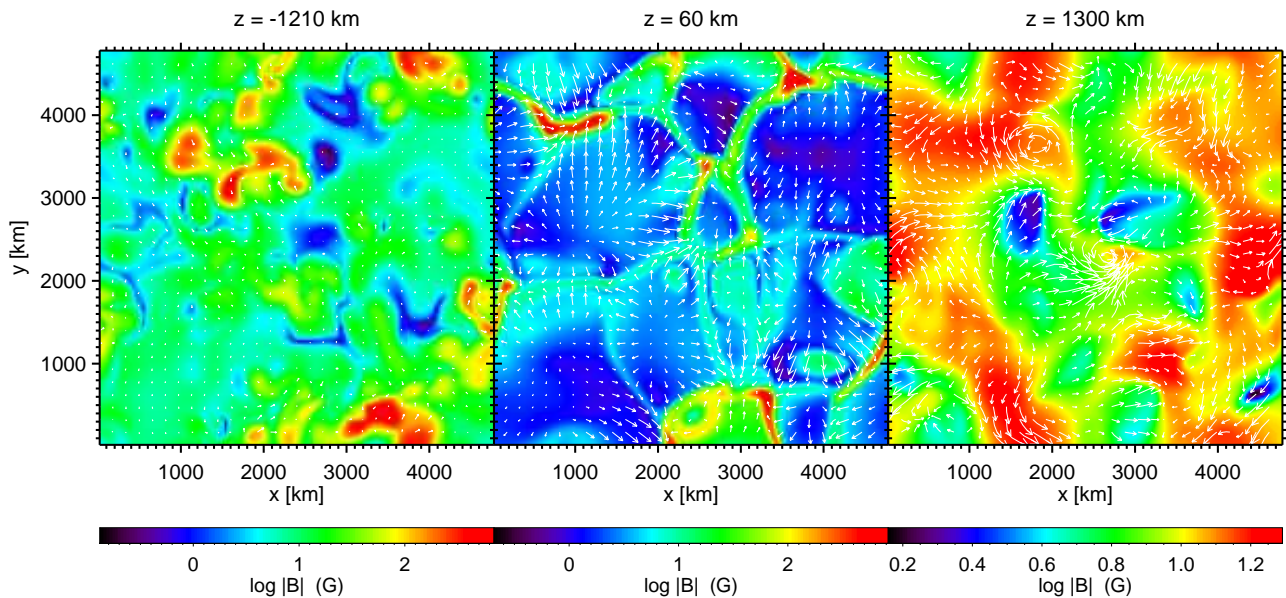 z = -1210 km
z = 60 km
z = 1300 km
y [km]
4000
3000
2000
1000
1000 2000 3000 4000
x [km]
1000 2000 3000 4000
x [km]
1000 2000 3000 4000
x [km]
0 1 2
log |B| (G)
0 1 2
log |B| (G)
0.2 0.4 0.6 0.8 1.0 1.2
log |B| (G)